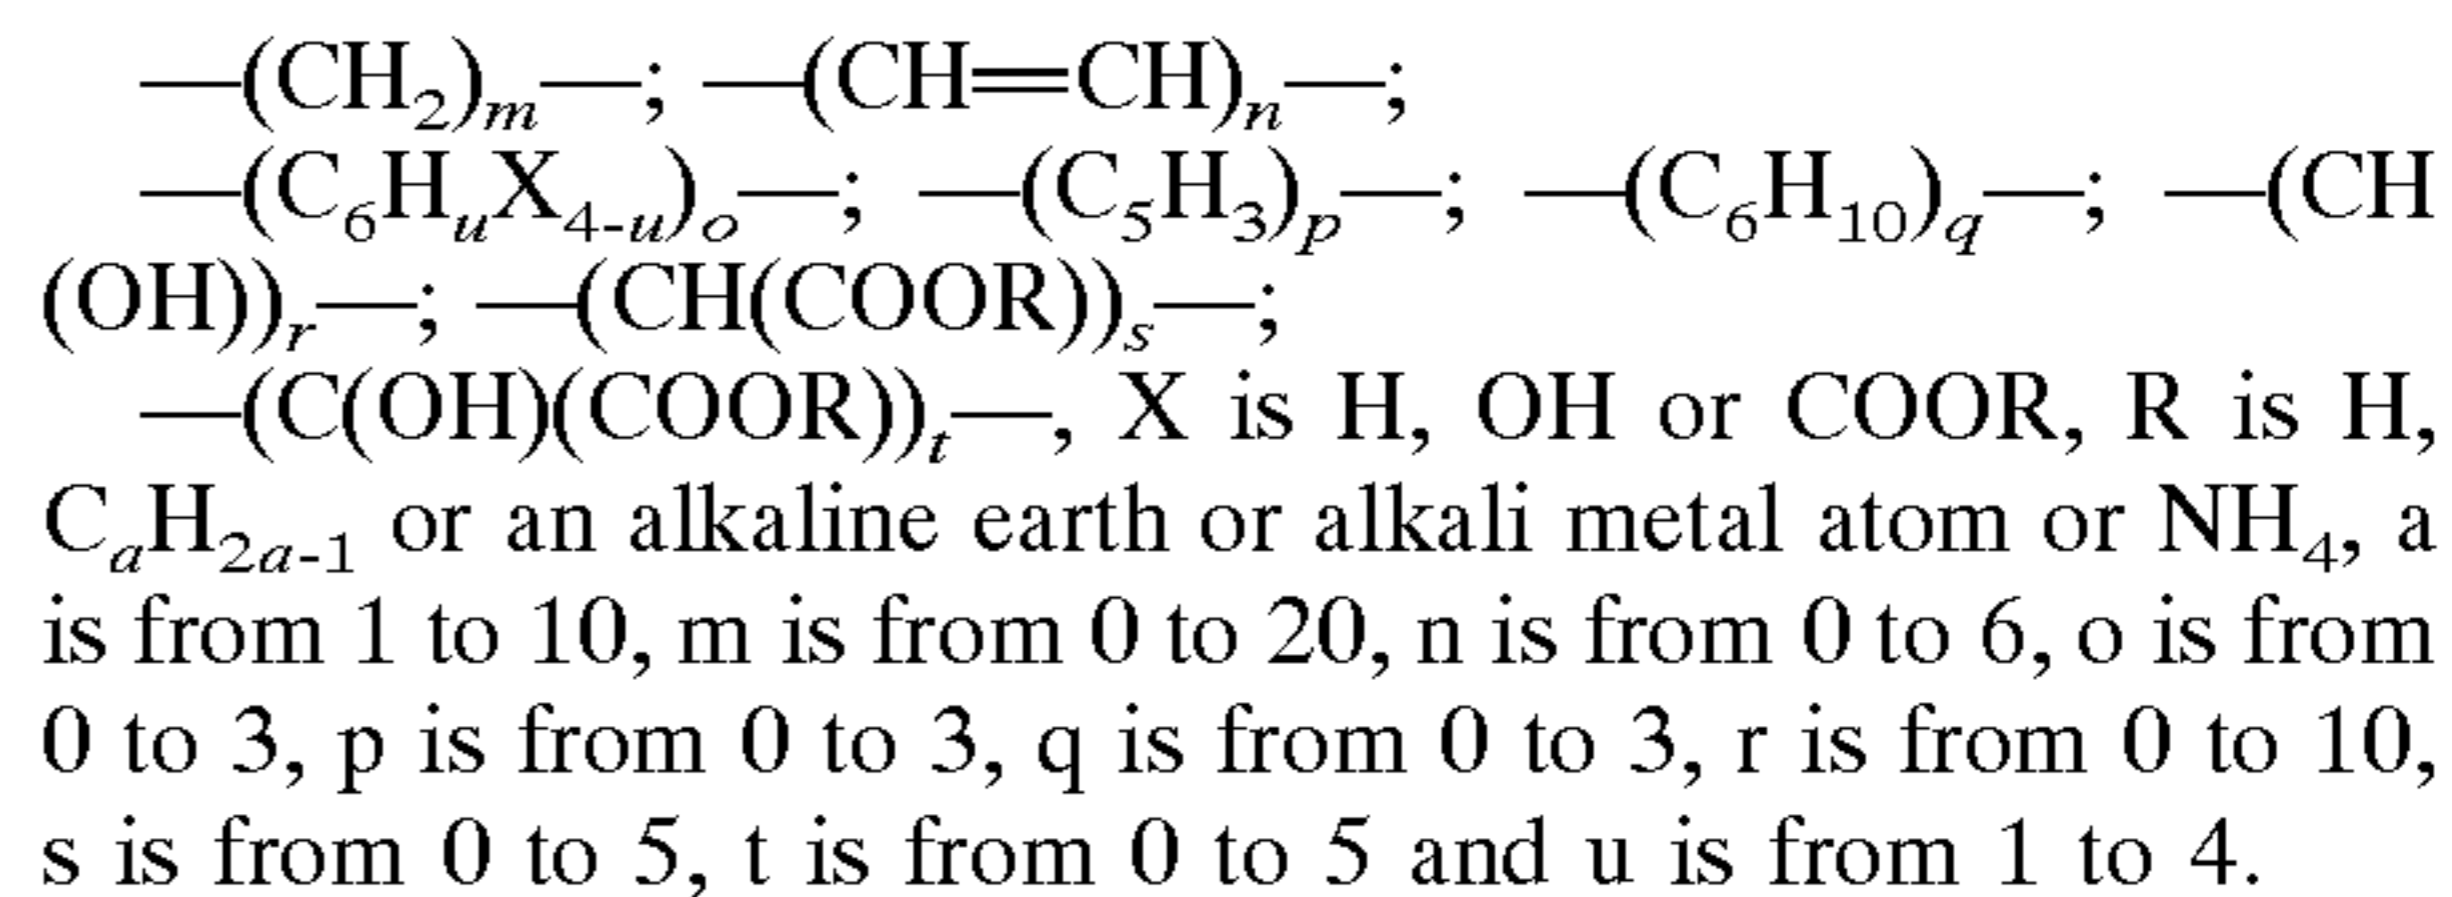 —(CH₂)ₘ—; —(CH=CH)ₙ—;
—(C₆HᵤX₄₋ᵤ)ₒ—; —(C₅H₃)ₚ—; —(C₆H₁₀)q—; —(CH
(OH))ᵣ—; —(CH(COOR))ₛ—;
—(C(OH)(COOR))ₜ—, X is H, OH or COOR, R is H,
CₐH₂ₐ₋₁ or an alkaline earth or alkali metal atom or NH₄, a
is from 1 to 10, m is from 0 to 20, n is from 0 to 6, o is from
0 to 3, p is from 0 to 3, q is from 0 to 3, r is from 0 to 10,
s is from 0 to 5, t is from 0 to 5 and u is from 1 to 4.